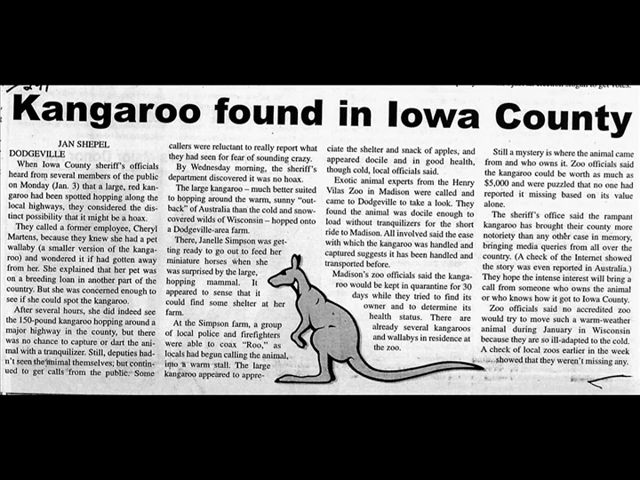 Kangaroo found in Iowa County
JAN SHEPEL
DODGEVILLE
When Iowa County sheriff's officials
heard from several members of the public
on Monday (Jan. 3) that a large, red kan-
garoo had been spotted hopping along the
local highways, they considered the dis-
tinct possibility that it might be a hoax.
They called a former employee, Cheryl
Martens, because they knew she had a pet
wallaby (a smaller version of the kanga-
roo) and wondered if it had gotten away
from her. She explained that her pet was
on a breeding loan in another part of the
country. But she was concerned enough to
see if she could spot the kangaroo.
After several hours, she did indeed see
the 150-pound kangaroo hopping around a
major highway in the county, but there
was no chance to capture or dart the ani-
mal with a tranquilizer. Still, deputies had-
n't seen the animal themselves, but contin-
ued to get calls from the public. Some
callers were reluctant to really report what
they had seen for fear of sounding crazy.
By Wednesday morning, the sheriff's
department discovered it was no hoax.
The large kangaroo – much better suited
to hopping around the warm, sunny "out-
back" of Australia than the cold and snow-
covered wilds of Wisconsin – hopped onto
a Dodgeville-area farm.
There, Janelle Simpson was get-
ting ready to go out to feed her
miniature horses when she
was surprised by the large,
hopping mammal. It
appeared to sense that it
could find some shelter at her
farm.
At the Simpson farm, a group
of local police and firefighters
were able to coax "Roo," as
locals had begun calling the animal,
into a warm stall. The large
kangaroo appeared to appre-
ciate the shelter and snack of apples, and
appeared docile and in good health,
though cold, local officials said.
Exotic animal experts from the Henry
Vilas Zoo in Madison were called and
came to Dodgeville to take a look. They
found the animal was docile enough to
load without tranquilizers for the short
ride to Madison. All involved said the ease
with which the kangaroo was handled and
captured suggests it has been handled and
transported before.
Madison's zoo officials said the kanga-
roo would be kept in quarantine for 30
days while they tried to find its
owner and to determine its
health status. There are
already several kangaroos
and wallabys in residence at
the zoo.
Still a mystery is where the animal came
from and who owns it. Zoo officials said
the kangaroo could be worth as much as
$5,000 and were puzzled that no one had
reported it missing based on its value
alone.
The sheriff's office said the rampant
kangaroo has brought their county more
notoriety than any other case in memory,
bringing media queries from all over the
country. (A check of the Internet showed
the story was even reported in Australia.)
They hope the intense interest will bring a
call from someone who owns the animal
or who knows how it got to Iowa County.
Zoo officials said no accredited zoo
would try to move such a warm-weather
animal during January in Wisconsin
because they are so ill-adapted to the cold.
A check of local zoos earlier in the week
showed that they weren't missing any.